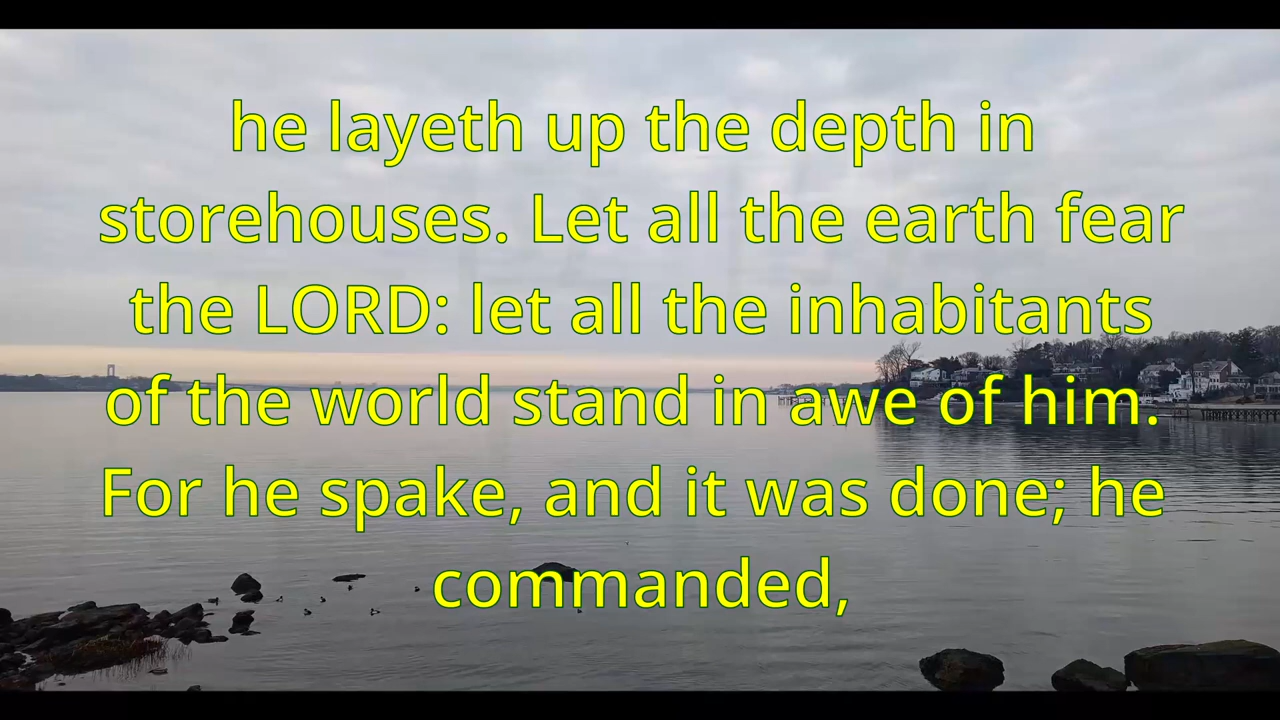 he layeth up the depth in
storehouses. Let all the earth fear
the LORD: let all the inhabitants
of the world stand in awe of him.
For he spake, and it was done; he
commanded,